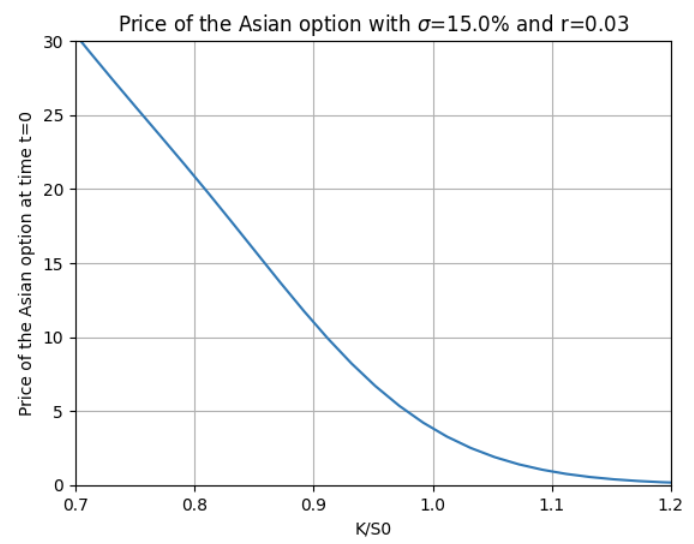 Price of the Asian option with σ=15.0% and r=0.03
Price of the Asian option at time t=0
30
25
20
15
10
5
0
0.7 0.8 0.9 1.0 1.1 1.2
K/S0